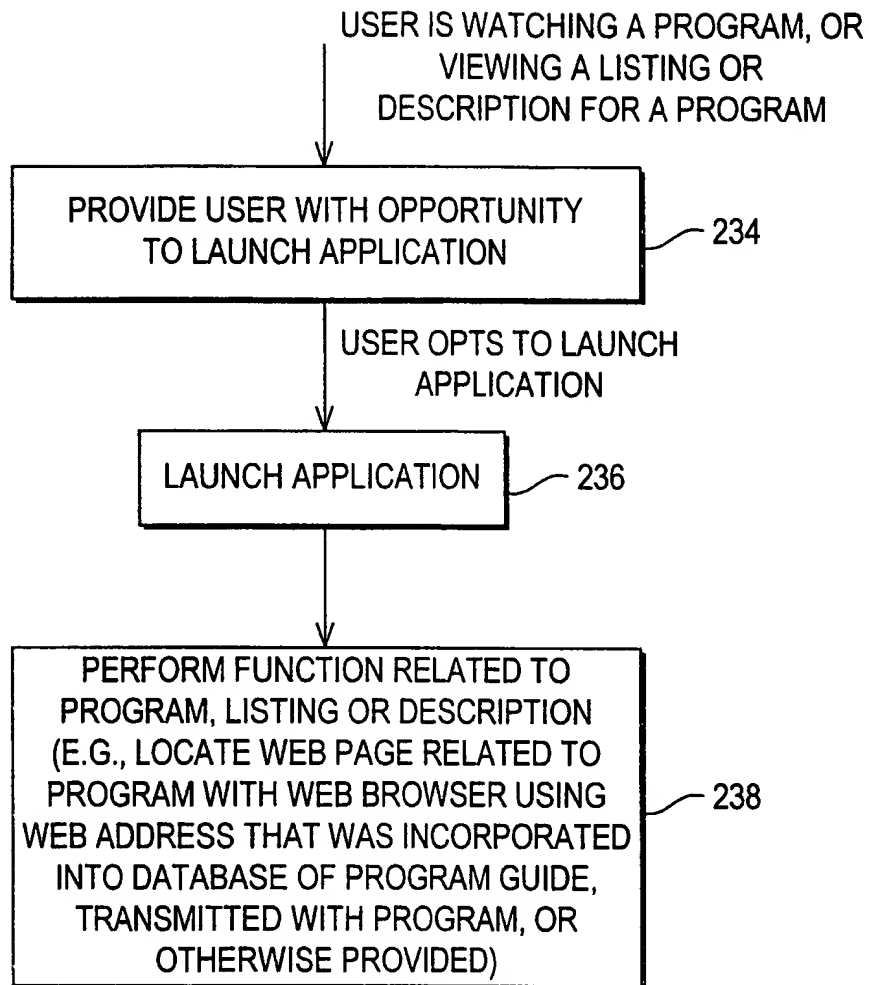 USER IS WATCHING A PROGRAM, OR
VIEWING A LISTING OR
DESCRIPTION FOR A PROGRAM
PROVIDE USER WITH OPPORTUNITY
TO LAUNCH APPLICATION
234
USER OPTS TO LAUNCH
APPLICATION
LAUNCH APPLICATION
236
PERFORM FUNCTION RELATED TO
PROGRAM, LISTING OR DESCRIPTION
(E.G., LOCATE WEB PAGE RELATED TO
PROGRAM WITH WEB BROWSER USING
WEB ADDRESS THAT WAS INCORPORATED
INTO DATABASE OF PROGRAM GUIDE,
TRANSMITTED WITH PROGRAM, OR
OTHERWISE PROVIDED)
238